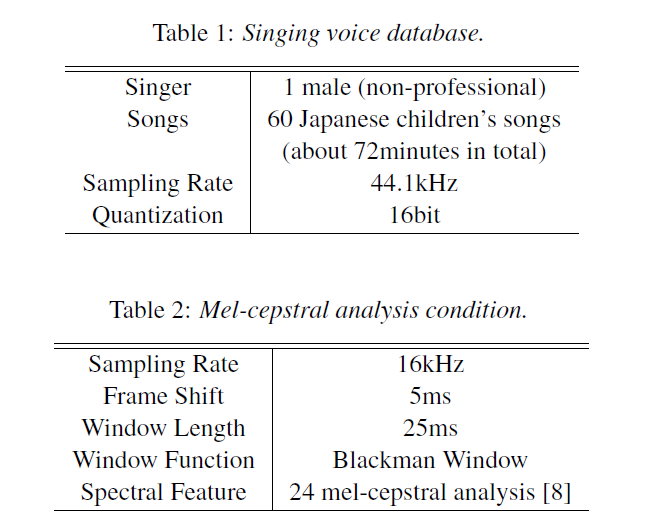 Table 1: Singing voice database.
Singer 1 male (non-professional)
Songs 60 Japanese children's songs
(about 72minutes in total)
Sampling Rate 44.1kHz
Quantization 16bit
Table 2: Mel-cepstral analysis condition.
Sampling Rate 16kHz
Frame Shift 5ms
Window Length 25ms
Window Function Blackman Window
Spectral Feature 24 mel-cepstral analysis [8]